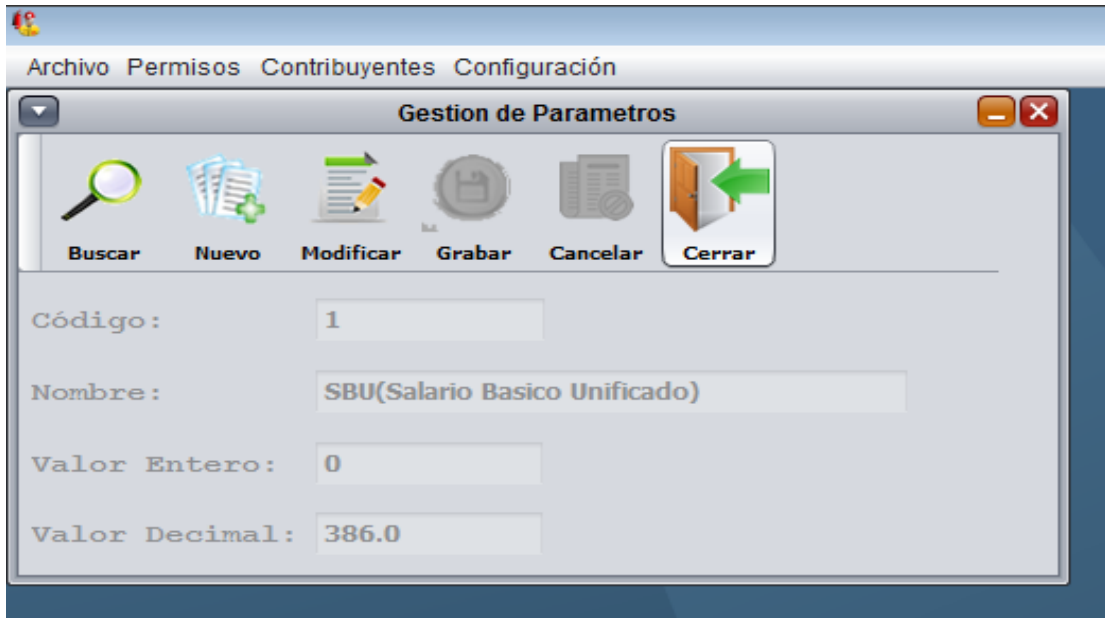 Archivo Permisos Contribuyentes Configuración
Gestion de Parametros
Buscar Nuevo Modificar Grabar Cancelar Cerrar
Código: 1
Nombre: SBU(Salario Basico Unificado)
Valor Entero: 0
Valor Decimal: 386.0